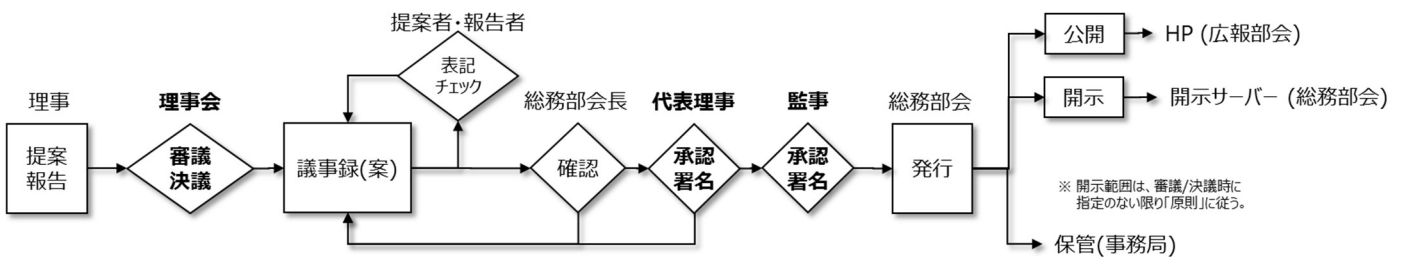 理事
提案
報告
理事会
審議
決議
議事録(案)
提案者・報告者
表記
チェック
総務部会長
確認
代表理事
承認
署名
監事
承認
署名
総務部会
発行
公開
HP (広報部会)
開示
開示サーバー (総務部会)
※ 開示範囲は、審議/決議時に
指定のない限り「原則」に従う。
保管(事務局)